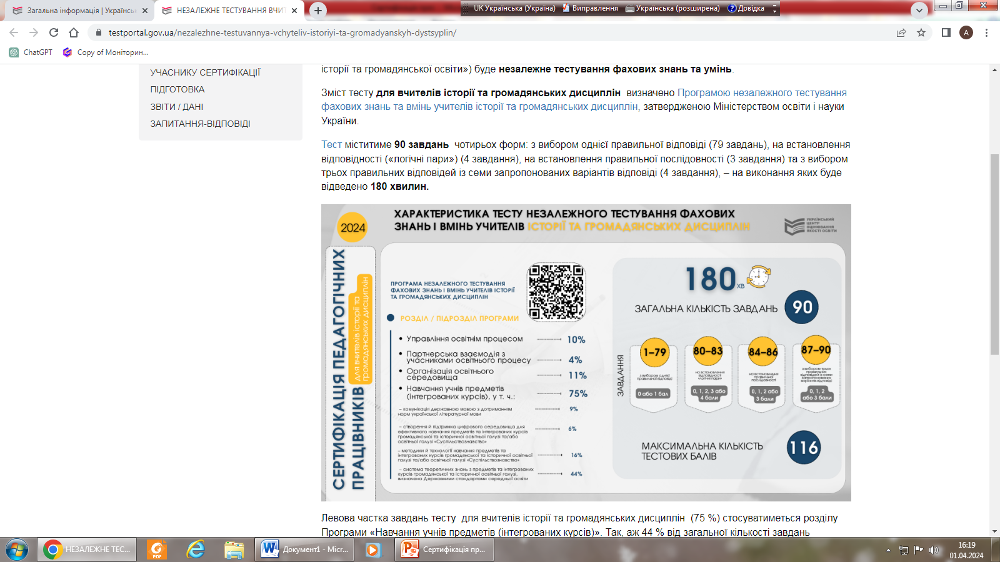 Загальна інформація | Українськ
НЕЗАЛЕЖНЕ ТЕСТУВАННЯ ВЧИТ
UK Українська (Україна)
Виправлення
Українська (розширена)
Довідка
testportal.gov.ua/nezalezhne-testuvannya-vchyteliv-istoriyi-ta-gromadyanskyh-dystsyplin/
A
ChatGPT
Copy of Моніторин...
УЧАСНИКУ СЕРТИФІКАЦІЇ
ПІДГОТОВКА
ЗВІТИ / ДАНІ
ЗАПИТАННЯ-ВІДПОВІДІ
історії та громадянської освіти») буде незалежне тестування фахових знань та умінь.
Зміст тесту для вчителів історії та громадянських дисциплін визначено Програмою незалежного тестування
фахових знань та вмінь учителів історії та громадянських дисциплін, затвердженою Міністерством освіти і науки
України.
Тест міститиме 90 завдань чотирьох форм: з вибором однієї правильної відповіді (79 завдань), на встановлення
відповідності («логічні пари») (4 завдання), на встановлення правильної послідовності (3 завдання) та з вибором
трьох правильних відповідей із семи запропонованих варіантів відповіді (4 завдання), – на виконання яких буде
відведено 180 хвилин.
2024
ХАРАКТЕРИСТИКА ТЕСТУ НЕЗАЛЕЖНОГО ТЕСТУВАННЯ ФАХОВИХ
ЗНАНЬ І ВМІНЬ УЧИТЕЛІВ ІСТОРІЇ ТА ГРОМАДЯНСЬКИХ ДИСЦИПЛІН
УКРАЇНСЬКИЙ
ЦЕНТР
ОЦІНЮВАННЯ
ЯКОСТІ ОСВІТИ
СЕРТИФІКАЦІЯ ПЕДАГОГІЧНИХ
ПРАЦІВНИКІВ
для вчителів історії та
громадянських дисциплін
ПРОГРАМА НЕЗАЛЕЖНОГО ТЕСТУВАННЯ
ФАХОВИХ ЗНАНЬ І ВМІНЬ УЧИТЕЛІВ ІСТОРІЇ
ТА ГРОМАДЯНСЬКИХ ДИСЦИПЛІН
РОЗДІЛ / ПІДРОЗДІЛ ПРОГРАМИ
• Управління освітнім процесом 10%
• Партнерська взаємодія з
учасниками освітнього процесу 4%
• Організація освітнього
середовища 11%
• Навчання учнів предметів
(інтегрованих курсів), у т. ч.: 75%
– комунікація державною мовою з дотриманням
норм української літературної мови 9%
– створення й підтримка цифрового середовища для
ефективного навчання предметів та інтегрованих курсів
громадянської та історичної освітньої галузі та/або
освітньої галузі «Суспільствознавство» 6%
– методики й технології навчання предметів та
інтегрованих курсів громадянської та історичної освітньої
галузі та/або освітньої галузі «Суспільствознавство» 16%
– система теоретичних знань з предметів та інтегрованих
курсів громадянської та історичної освітньої галузі,
визначена Державними стандартами середньої освіти 44%
180 хв
ЗАГАЛЬНА КІЛЬКІСТЬ ЗАВДАНЬ 90
ЗАВДАННЯ
1–79
з вибором однієї
правильної відповіді
0 або 1 бал
80–83
на встановлення
відповідності
«логічні пари»
0, 1, 2, 3 або
4 бали
84–86
на встановлення
правильної
послідовності
0, 1, 2 або
3 бали
87–90
з вибором трьох
правильних
відповідей із семи
запропонованих
варіантів відповіді
0, 1, 2
або 3 бали
МАКСИМАЛЬНА КІЛЬКІСТЬ
ТЕСТОВИХ БАЛІВ
116
Левова частка завдань тесту для вчителів історії та громадянських дисциплін (75 %) стосуватиметься розділу
Програми «Навчання учнів предметів (інтегрованих курсів)». Так, аж 44 % від загальної кількості завдань
НЕЗАЛЕЖНЕ ТЕС...
PDF
Документ1 - Micr...
Сертифікація пр...
16:19
01.04.2024